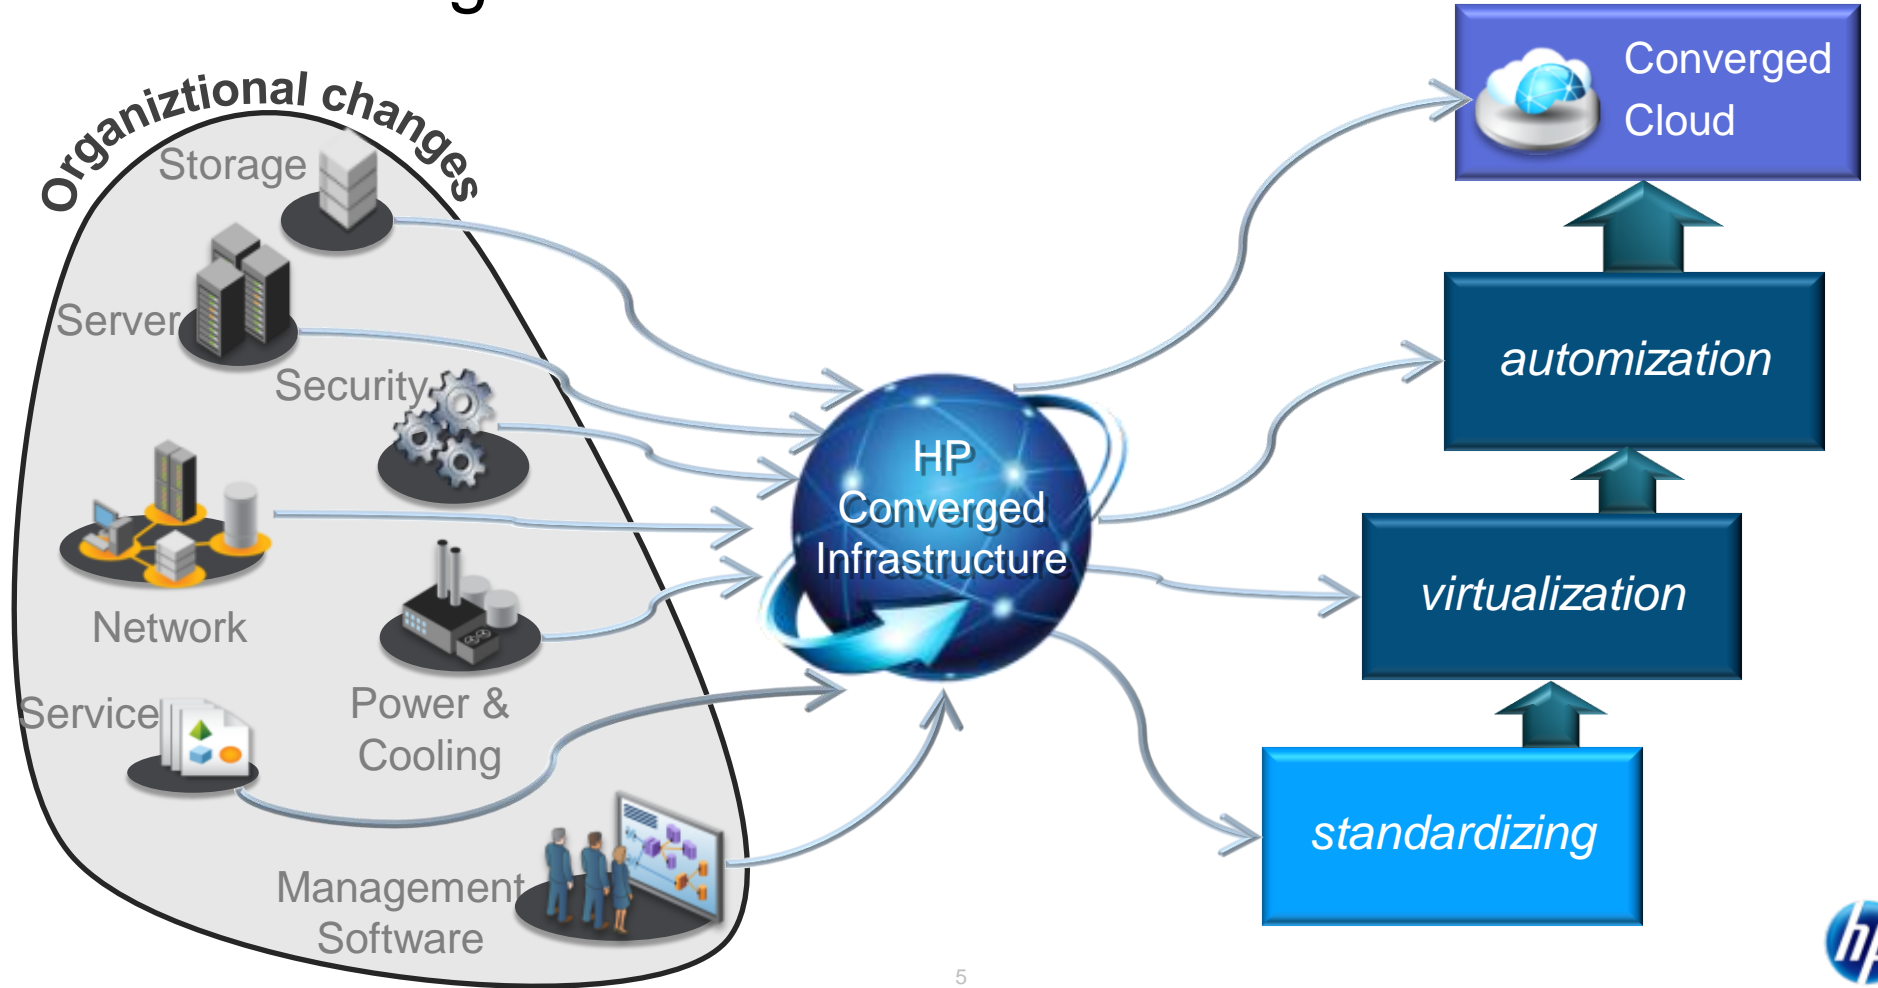 Organiztional changes
Storage
Server
Security
Network
Power &
Cooling
Service
Management
Software
HP
Converged
Infrastructure
Converged
Cloud
automization
virtualization
standardizing
5
hp